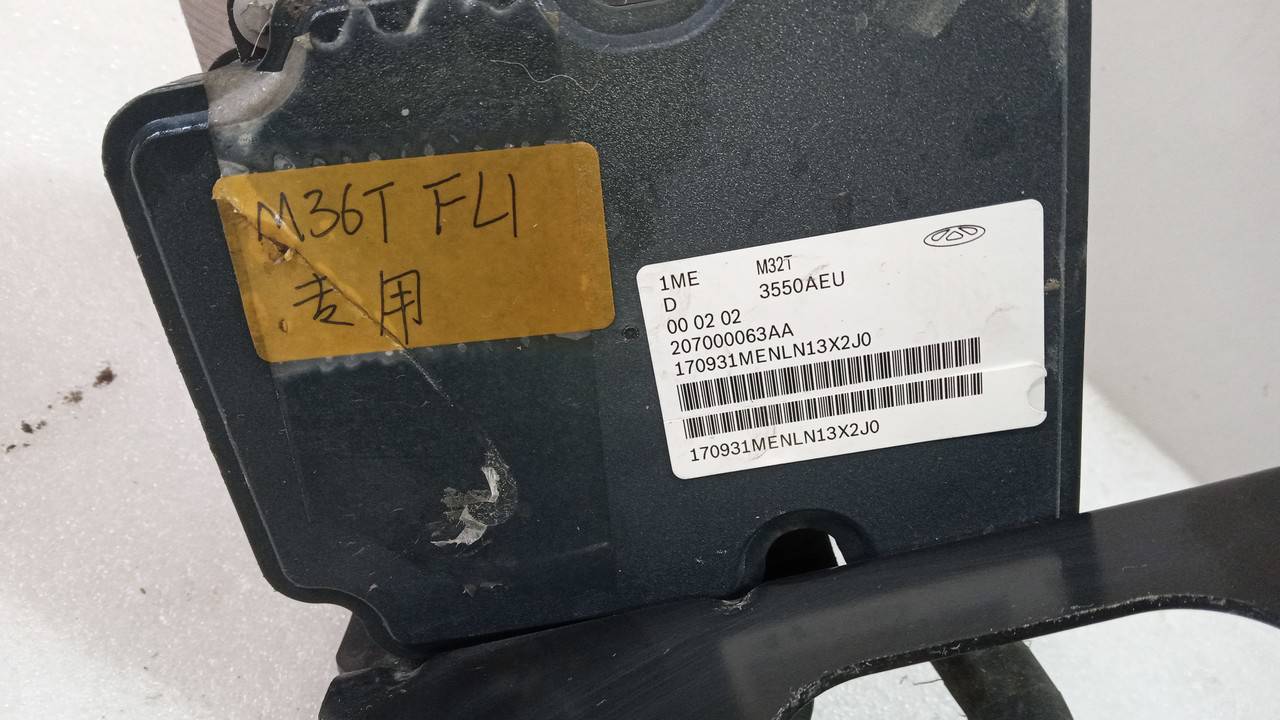 M36T FL1
专用
1ME M32T
D 3550AEU
00 02 02
207000063AA
170931MENLN13X2J0
170931MENLN13X2J0